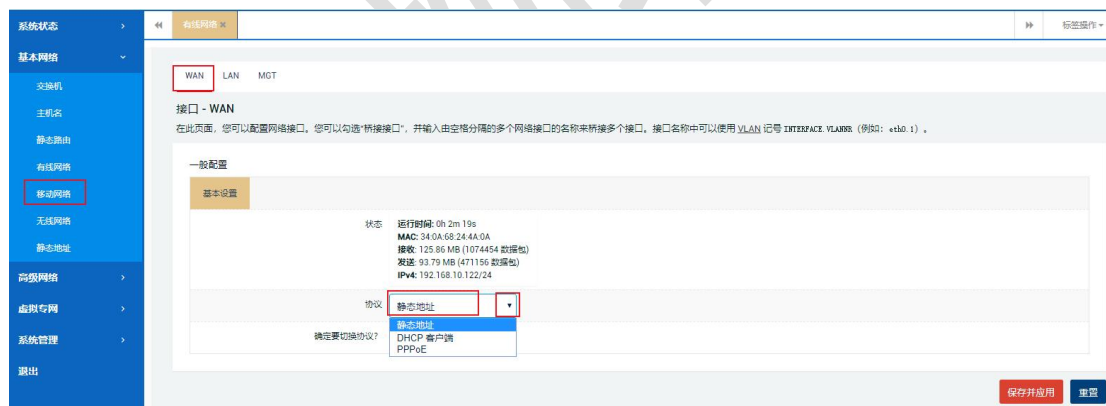 系统状态
有线网络 ×
标签操作
基本网络
交换机
主机名
静态路由
有线网络
移动网络
无线网络
静态地址
高级网络
虚拟专网
系统管理
退出
WAN LAN MGT
接口 - WAN
在此页面，您可以配置网络接口。您可以勾选“桥接接口”，并输入由空格分隔的多个网络接口的名称来桥接多个接口。接口名称中可以使用 VLAN 记号 INTERFACE.VLANNR（例如：eth0.1）。
一般配置
基本设置
状态 运行时间: 0h 2m 19s
MAC: 34:0A:68:24:4A:0A
接收: 125.86 MB (1074454 数据包)
发送: 93.79 MB (471156 数据包)
IPv4: 192.168.10.122/24
协议 静态地址
静态地址
DHCP 客户端
PPPoE
确定要切换协议?
保存并应用 重置